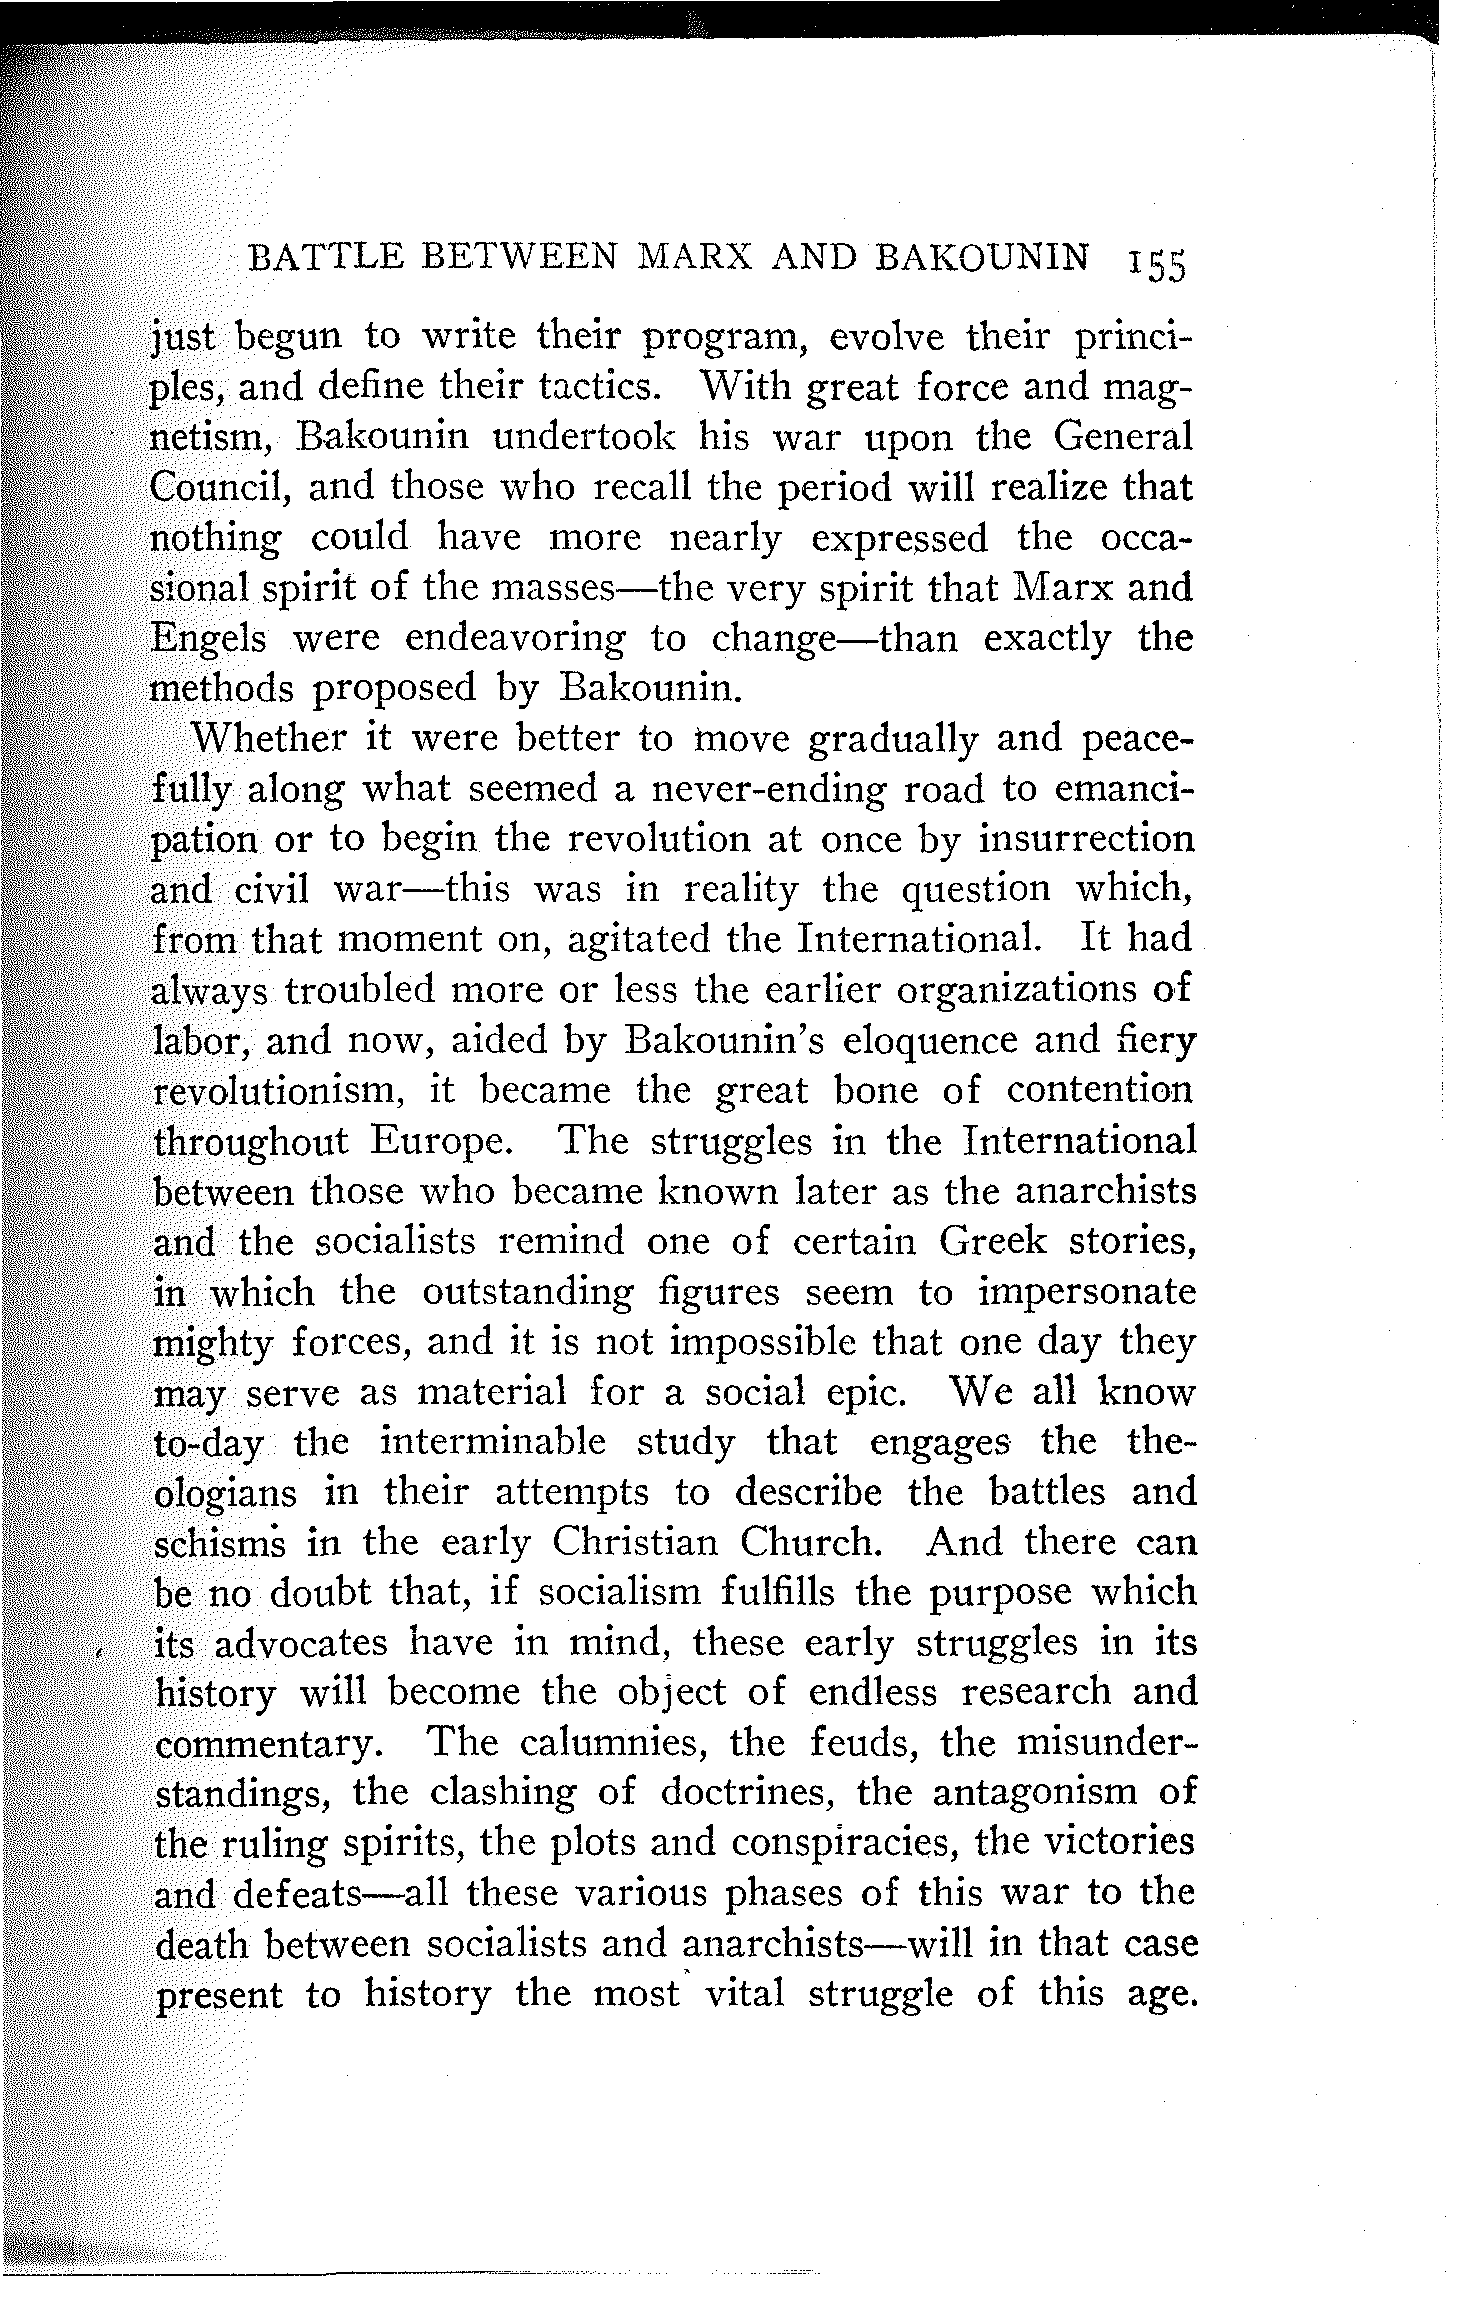 BATTLE BETWEEN MARX AND BAKOUNIN 155
just begun to write their program, evolve their princi-
ples, and define their tactics. With great force and mag-
netism, Bakounin undertook his war upon the General
Council, and those who recall the period will realize that
nothing could have more nearly expressed the occa-
sional spirit of the masses—the very spirit that Marx and
Engels were endeavoring to change—than exactly the
methods proposed by Bakounin.
Whether it were better to move gradually and peace-
fully along what seemed a never-ending road to emanci-
pation or to begin the revolution at once by insurrection
and civil war—this was in reality the question which,
from that moment on, agitated the International. It had
always troubled more or less the earlier organizations of
labor, and now, aided by Bakounin's eloquence and fiery
revolutionism, it became the great bone of contention
throughout Europe. The struggles in the International
between those who became known later as the anarchists
and the socialists remind one of certain Greek stories,
in which the outstanding figures seem to impersonate
mighty forces, and it is not impossible that one day they
may serve as material for a social epic. We all know
to-day the interminable study that engages the the-
ologians in their attempts to describe the battles and
schisms in the early Christian Church. And there can
be no doubt that, if socialism fulfills the purpose which
its advocates have in mind, these early struggles in its
history will become the object of endless research and
commentary. The calumnies, the feuds, the misunder-
standings, the clashing of doctrines, the antagonism of
the ruling spirits, the plots and conspiracies, the victories
and defeats—all these various phases of this war to the
death between socialists and anarchists—will in that case
present to history the most vital struggle of this age.